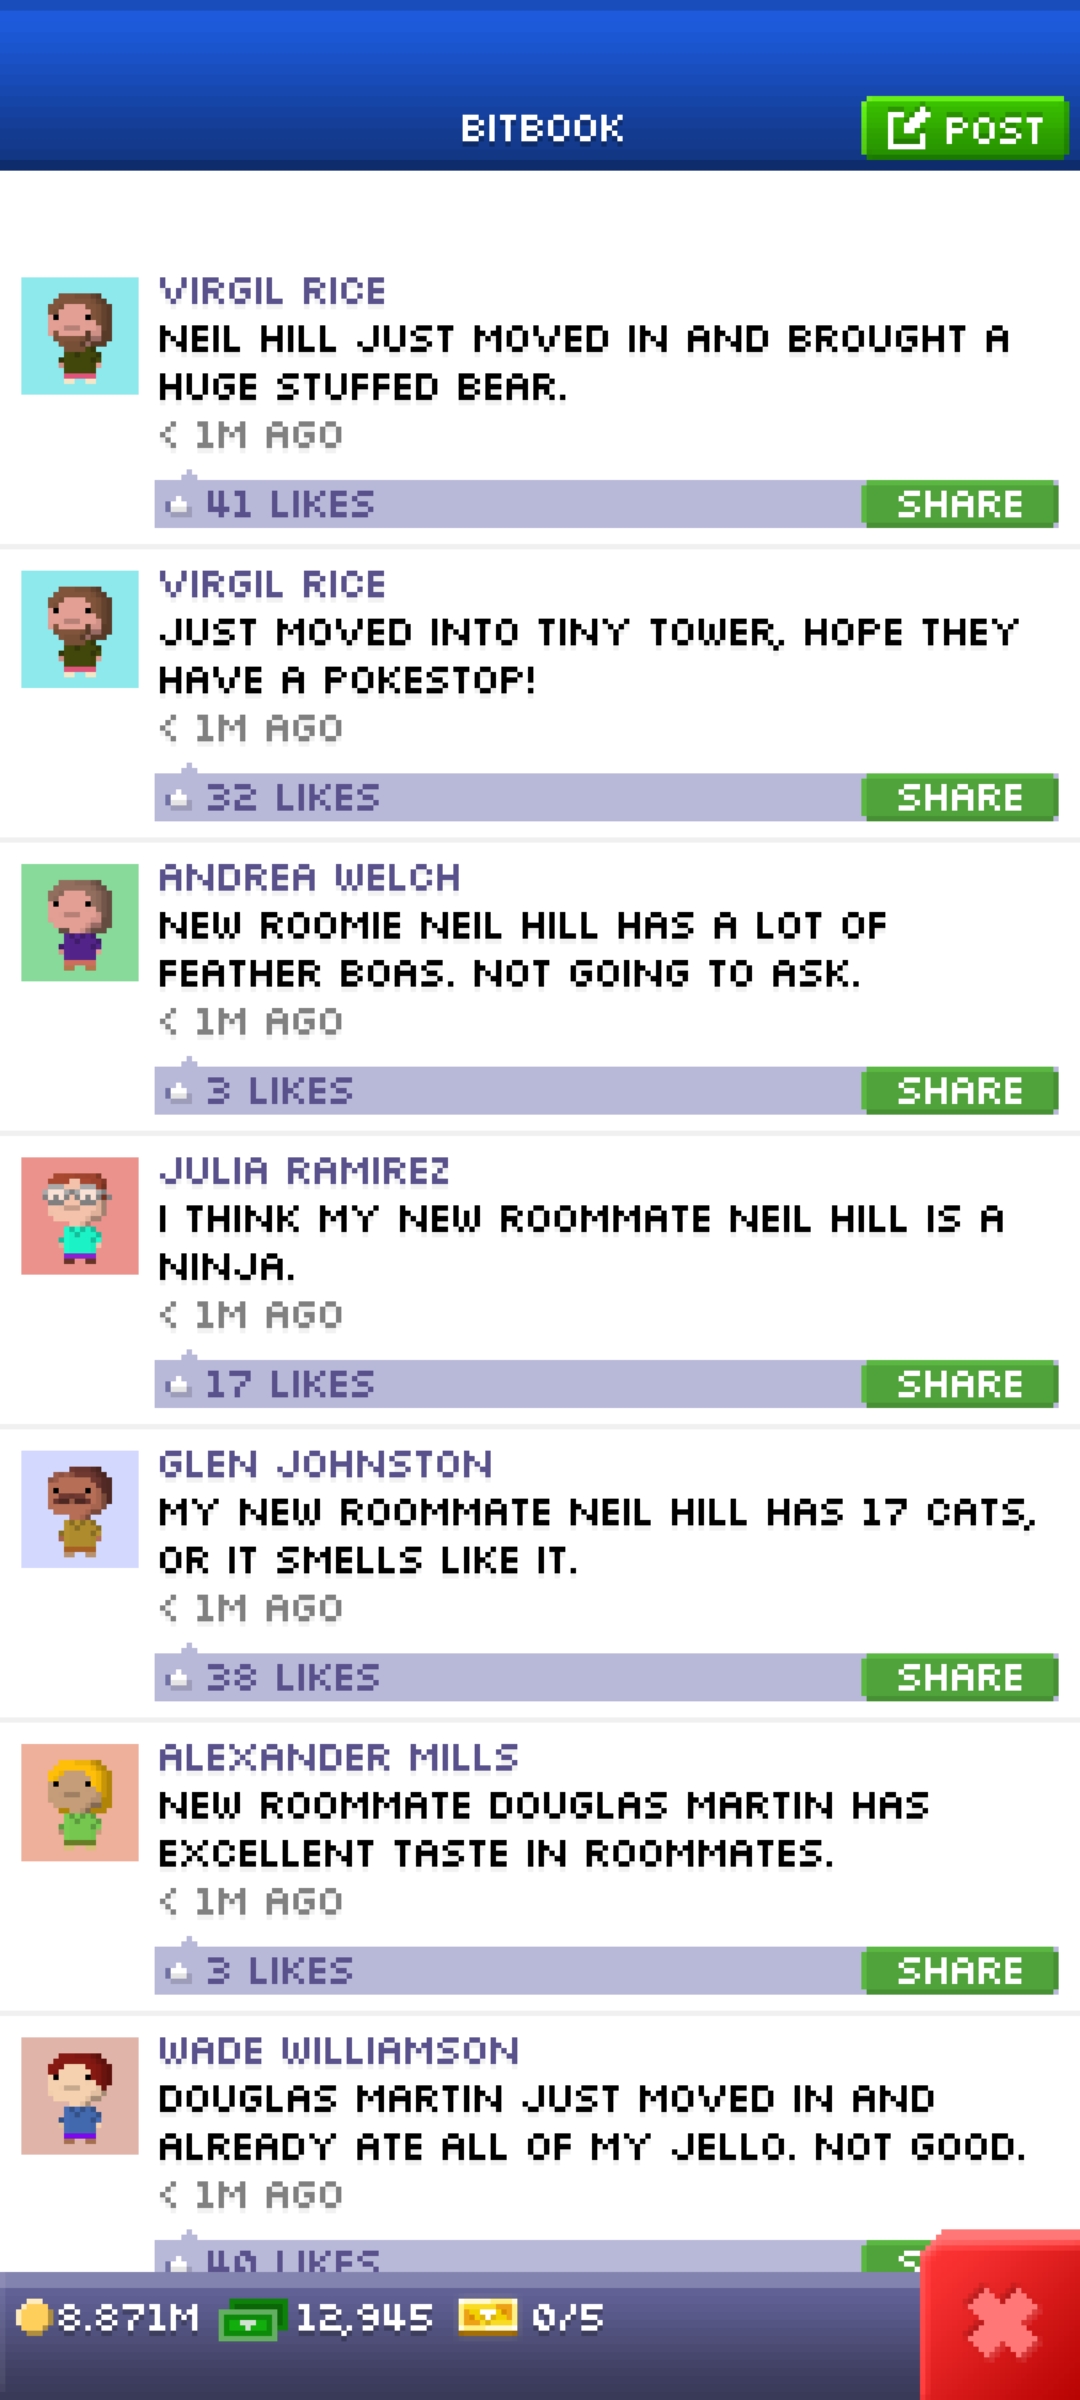 BITBOOK
POST
VIRGIL RICE
NEIL HILL JUST MOVED IN AND BROUGHT A
HUGE STUFFED BEAR.
< 1M AGO
41 LIKES
SHARE
VIRGIL RICE
JUST MOVED INTO TINY TOWER, HOPE THEY
HAVE A POKESTOP!
< 1M AGO
32 LIKES
SHARE
ANDREA WELCH
NEW ROOMIE NEIL HILL HAS A LOT OF
FEATHER BOAS. NOT GOING TO ASK.
< 1M AGO
3 LIKES
SHARE
JULIA RAMIREZ
I THINK MY NEW ROOMMATE NEIL HILL IS A
NINJA.
< 1M AGO
17 LIKES
SHARE
GLEN JOHNSTON
MY NEW ROOMMATE NEIL HILL HAS 17 CATS,
OR IT SMELLS LIKE IT.
< 1M AGO
38 LIKES
SHARE
ALEXANDER MILLS
NEW ROOMMATE DOUGLAS MARTIN HAS
EXCELLENT TASTE IN ROOMMATES.
< 1M AGO
3 LIKES
SHARE
WADE WILLIAMSON
DOUGLAS MARTIN JUST MOVED IN AND
ALREADY ATE ALL OF MY JELLO. NOT GOOD.
< 1M AGO
40 LIKES
8.871M
12,945
0/5